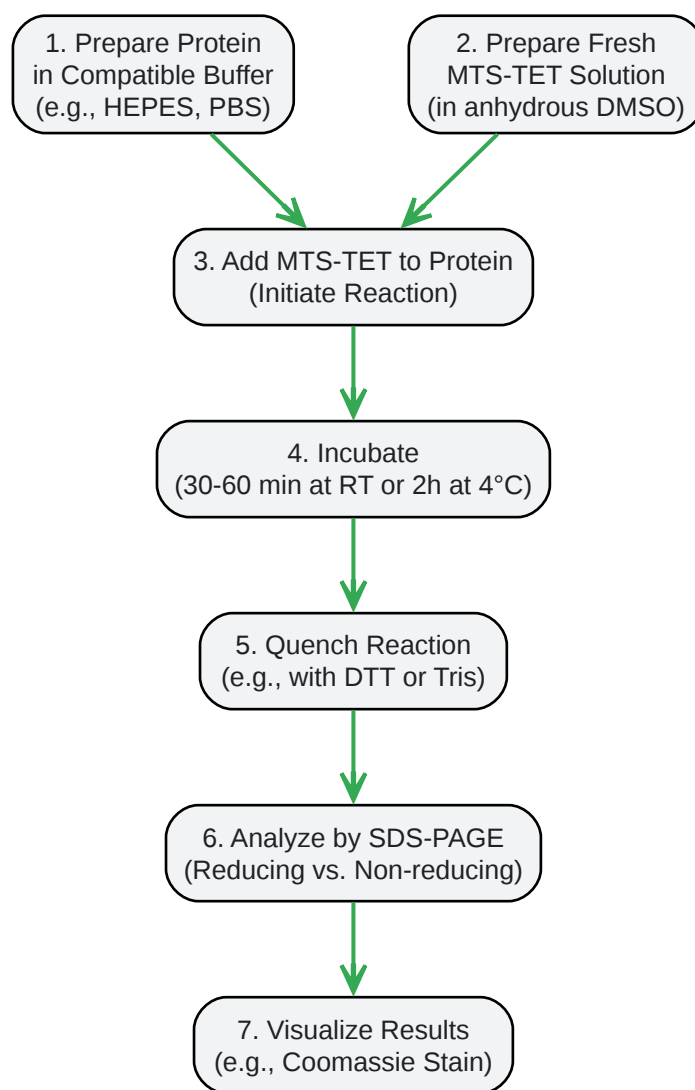 1. Prepare Protein
in Compatible Buffer
(e.g., HEPES, PBS)
2. Prepare Fresh
MTS-TET Solution
(in anhydrous DMSO)
3. Add MTS-TET to Protein
(Initiate Reaction)
4. Incubate
(30-60 min at RT or 2h at 4°C)
5. Quench Reaction
(e.g., with DTT or Tris)
6. Analyze by SDS-PAGE
(Reducing vs. Non-reducing)
7. Visualize Results
(e.g., Coomassie Stain)